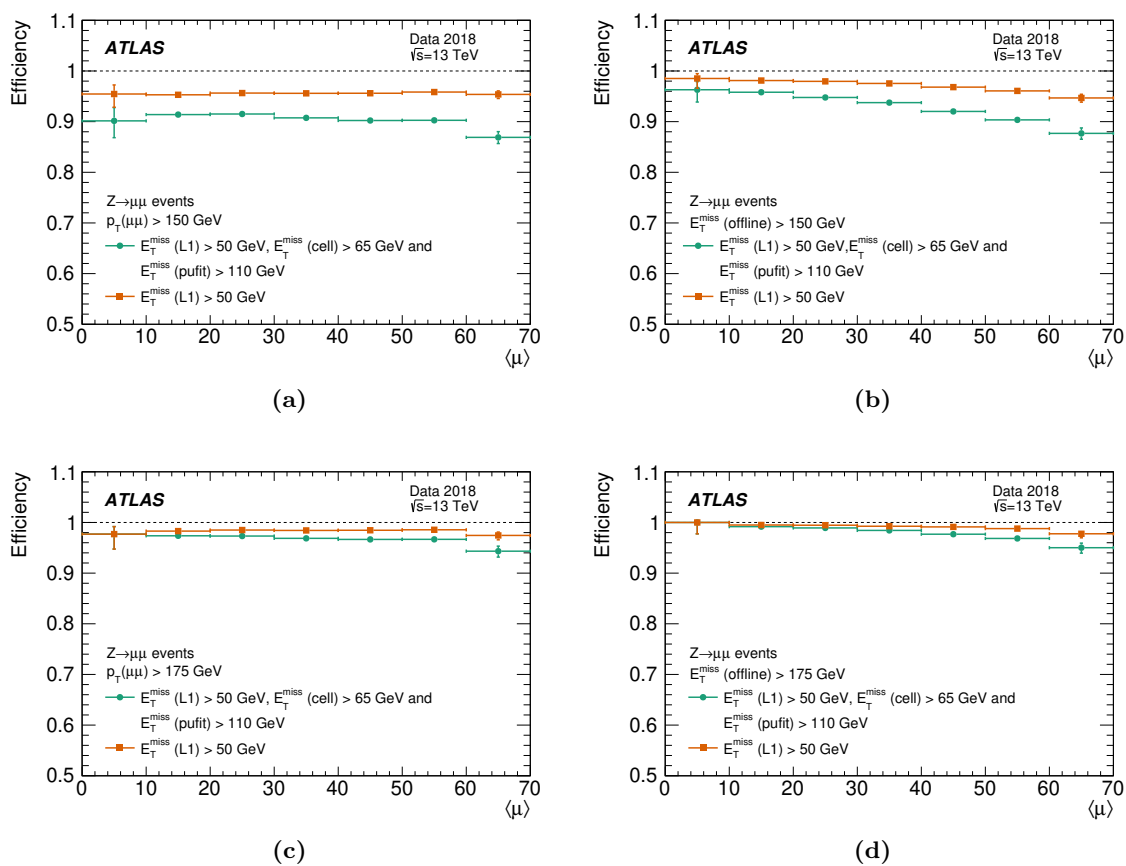 Efficiency
1.1
1
0.9
0.8
0.7
0.6
0.5
ATLAS
Data 2018
√s=13 TeV
Z→μμ events
p_T(μμ) > 150 GeV
E_T^miss (L1) > 50 GeV, E_T^miss (cell) > 65 GeV and
E_T^miss (pufit) > 110 GeV
E_T^miss (L1) > 50 GeV
0 10 20 30 40 50 60 70
⟨μ⟩
(a)
Efficiency
1.1
1
0.9
0.8
0.7
0.6
0.5
ATLAS
Data 2018
√s=13 TeV
Z→μμ events
E_T^miss (offline) > 150 GeV
E_T^miss (L1) > 50 GeV,E_T^miss (cell) > 65 GeV and
E_T^miss (pufit) > 110 GeV
E_T^miss (L1) > 50 GeV
0 10 20 30 40 50 60 70
⟨μ⟩
(b)
Efficiency
1.1
1
0.9
0.8
0.7
0.6
0.5
ATLAS
Data 2018
√s=13 TeV
Z→μμ events
p_T(μμ) > 175 GeV
E_T^miss (L1) > 50 GeV, E_T^miss (cell) > 65 GeV and
E_T^miss (pufit) > 110 GeV
E_T^miss (L1) > 50 GeV
0 10 20 30 40 50 60 70
⟨μ⟩
(c)
Efficiency
1.1
1
0.9
0.8
0.7
0.6
0.5
ATLAS
Data 2018
√s=13 TeV
Z→μμ events
E_T^miss (offline) > 175 GeV
E_T^miss (L1) > 50 GeV, E_T^miss (cell) > 65 GeV and
E_T^miss (pufit) > 110 GeV
E_T^miss (L1) > 50 GeV
0 10 20 30 40 50 60 70
⟨μ⟩
(d)